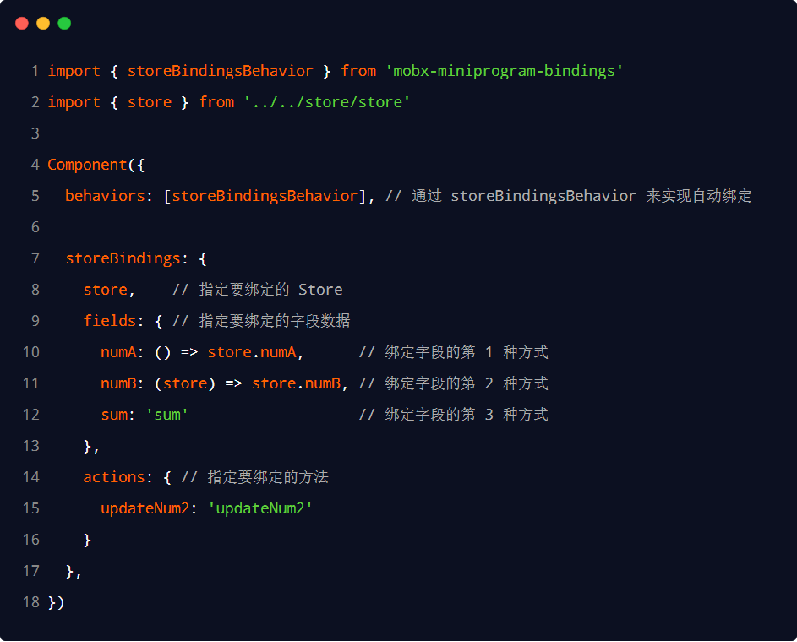 1 import { storeBindingsBehavior } from 'mobx-miniprogram-bindings'
2 import { store } from '../../store/store'
3
4 Component({
5   behaviors: [storeBindingsBehavior], // 通过 storeBindingsBehavior 来实现自动绑定
6
7   storeBindings: {
8     store,    // 指定要绑定的 Store
9     fields: { // 指定要绑定的字段数据
10       numA: () => store.numA,      // 绑定字段的第 1 种方式
11       numB: (store) => store.numB, // 绑定字段的第 2 种方式
12       sum: 'sum'                   // 绑定字段的第 3 种方式
13     },
14     actions: { // 指定要绑定的方法
15       updateNum2: 'updateNum2'
16     }
17   },
18 })